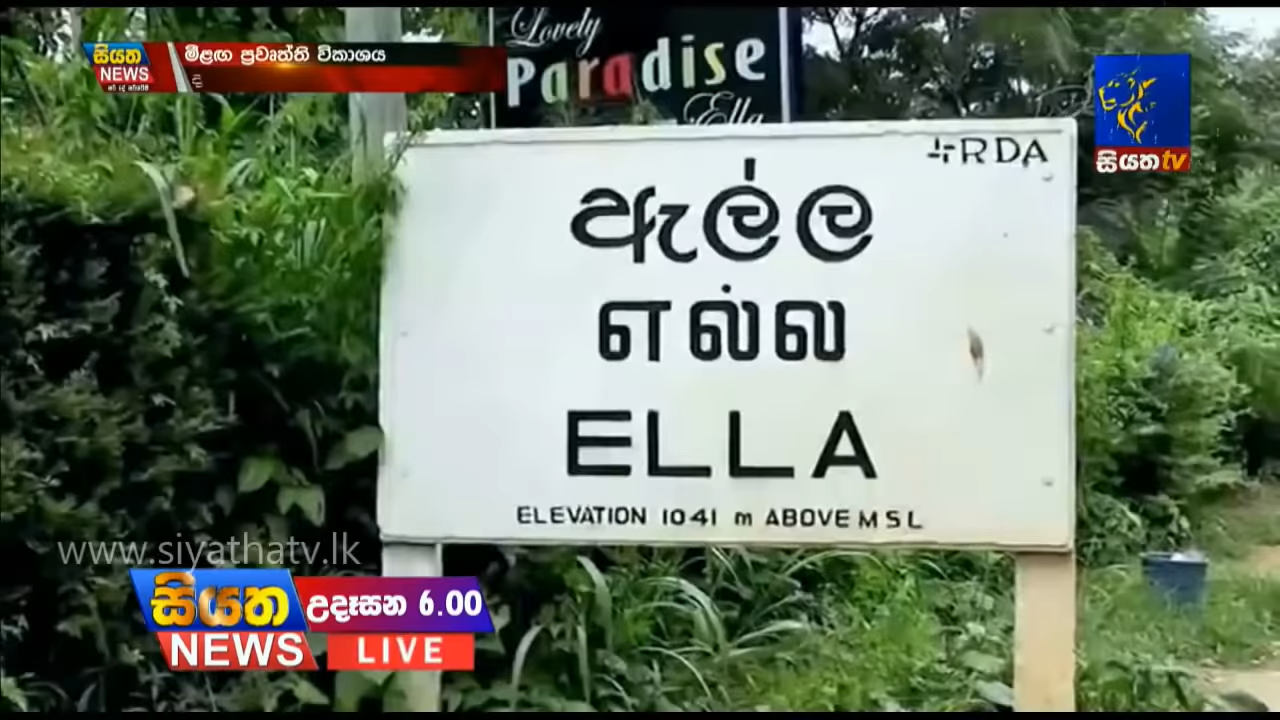 Lovely
Paradise
Ella
සියත
NEWS
මීළඟ ප්‍රවෘත්ති විකාශය
සියත tv
RDA
ඇල්ල
எல்ல
ELLA
ELEVATION 1041 m ABOVE M S L
www.siyathatv.lk
සියත
NEWS
උදෑසන 6.00
LIVE